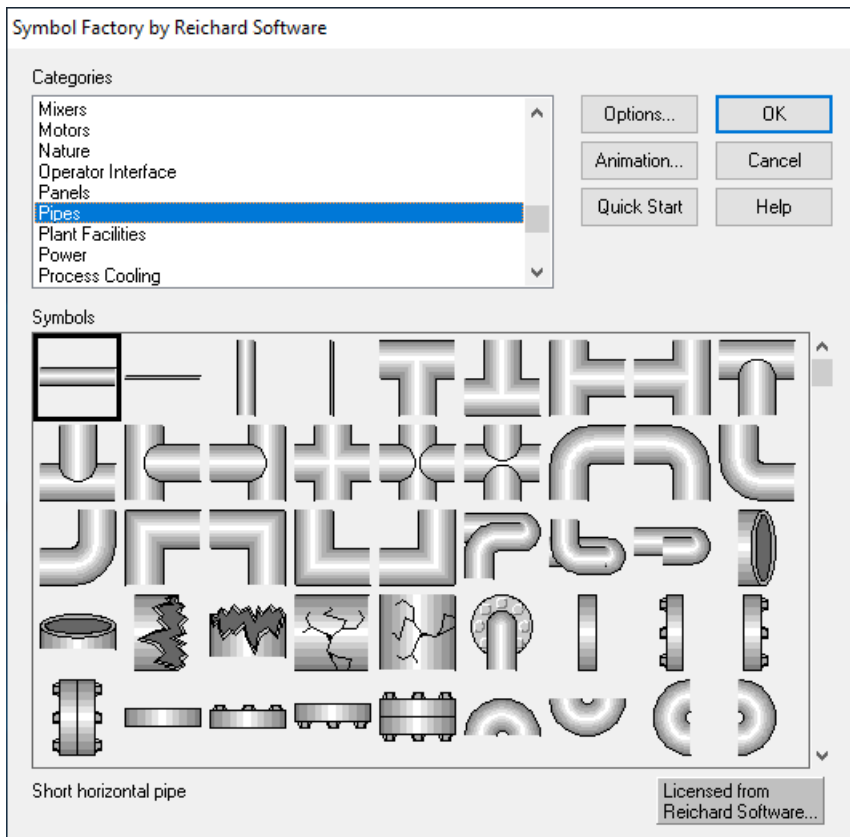 Symbol Factory by Reichard Software
Categories
Mixers
Motors
Nature
Operator Interface
Panels
Pipes
Plant Facilities
Power
Process Cooling
Options...
OK
Animation...
Cancel
Quick Start
Help
Symbols
Short horizontal pipe
Licensed from
Reichard Software...